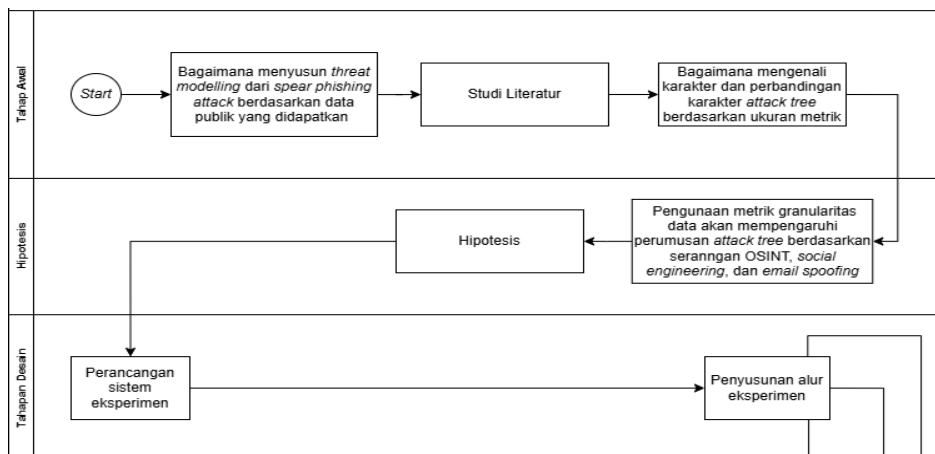 Tahap Awal
Start
Bagaimana menyusun threat
modelling dari spear phishing
attack berdasarkan data
publik yang didapatkan
Studi Literatur
Bagaimana mengenali
karakter dan perbandingan
karakter attack tree
berdasarkan ukuran metrik
Hipotesis
Hipotesis
Pengunaan metrik granularitas
data akan mempengaruhi
perumusan attack tree berdasarkan
seranngan OSINT, social
engineering, dan email spoofing
Tahapan Desain
Perancangan
sistem
eksperimen
Penyusunan alur
eksperimen